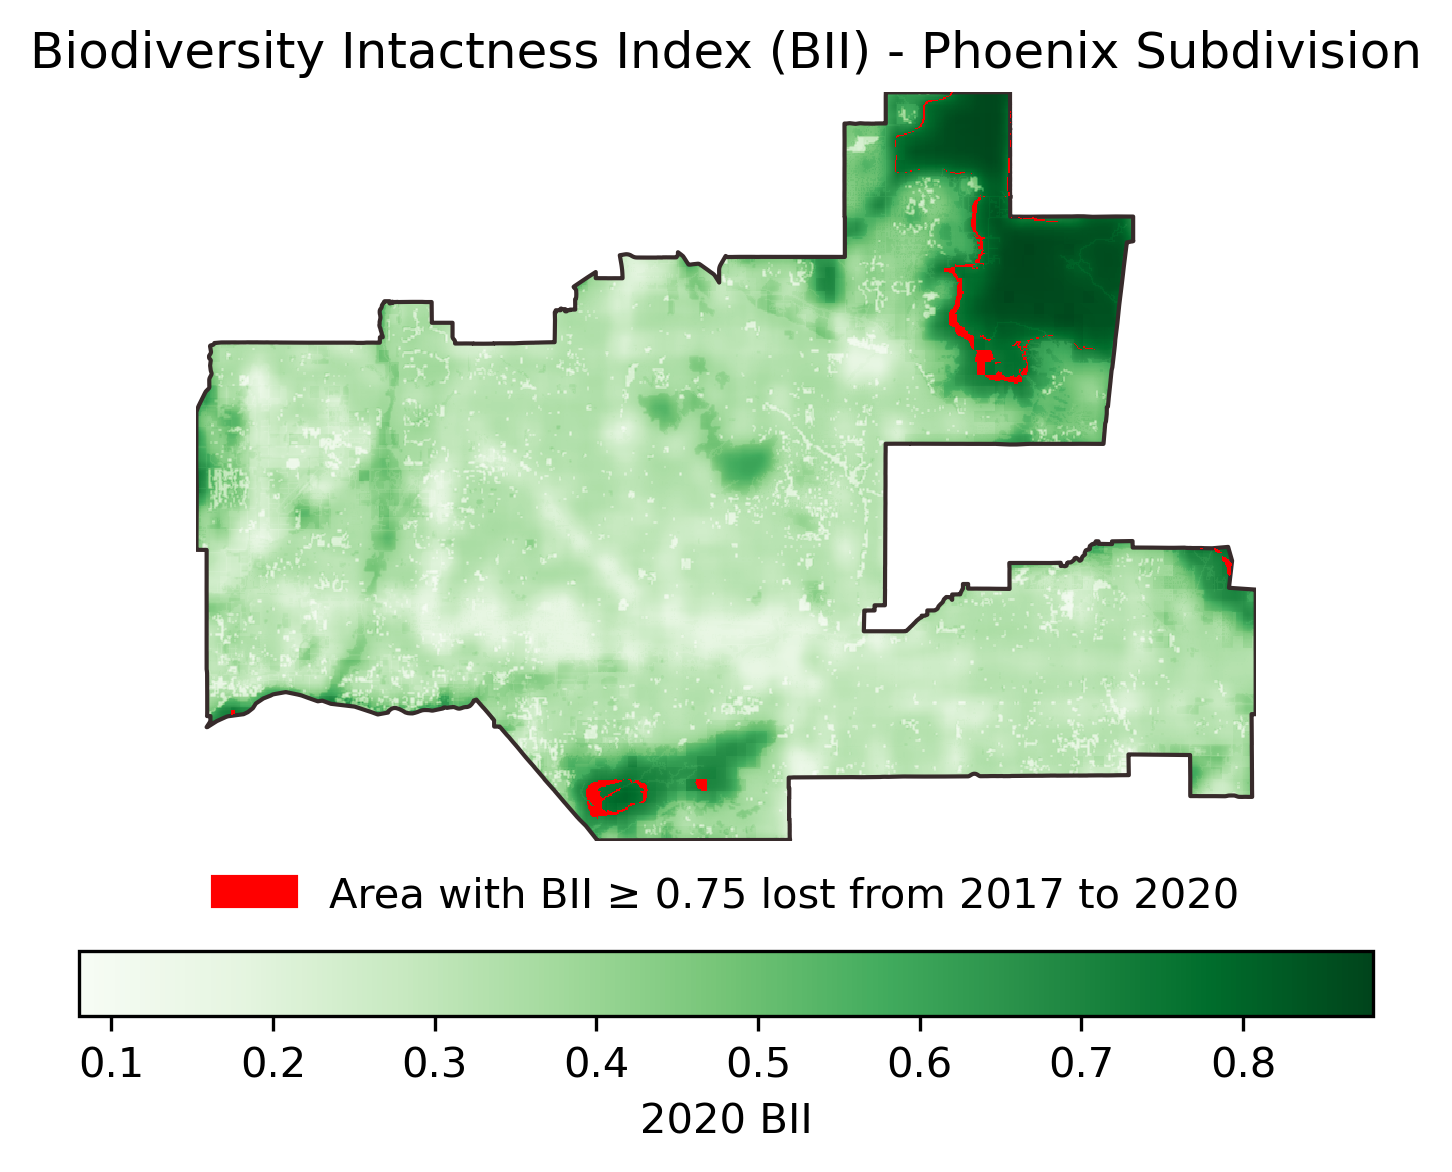 Biodiversity Intactness Index (BII) - Phoenix Subdivision
Area with BII ≥ 0.75 lost from 2017 to 2020
0.1 0.2 0.3 0.4 0.5 0.6 0.7 0.8
2020 BII